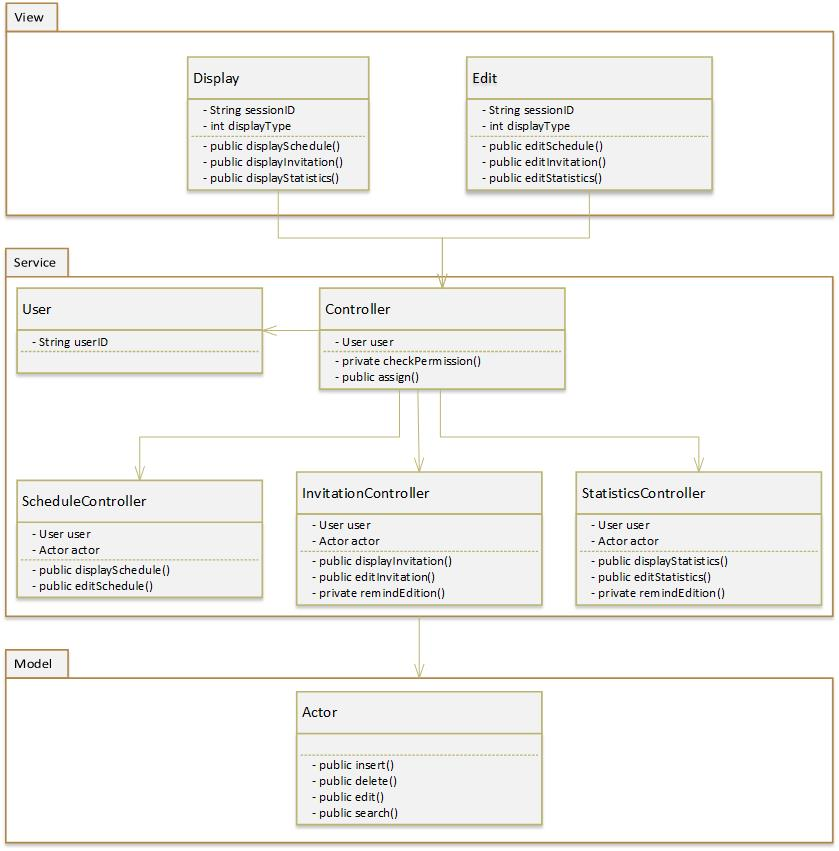 View
Display
- String sessionID
- int displayType
- public displaySchedule()
- public displayInvitation()
- public displayStatistics()
Edit
- String sessionID
- int displayType
- public editSchedule()
- public editInvitation()
- public editStatistics()
Service
User
- String userID
Controller
- User user
- private checkPermission()
- public assign()
ScheduleController
- User user
- Actor actor
- public displaySchedule()
- public editSchedule()
InvitationController
- User user
- Actor actor
- public displayInvitation()
- public editInvitation()
- private remindEdition()
StatisticsController
- User user
- Actor actor
- public displayStatistics()
- public editStatistics()
- private remindEdition()
Model
Actor
- public insert()
- public delete()
- public edit()
- public search()